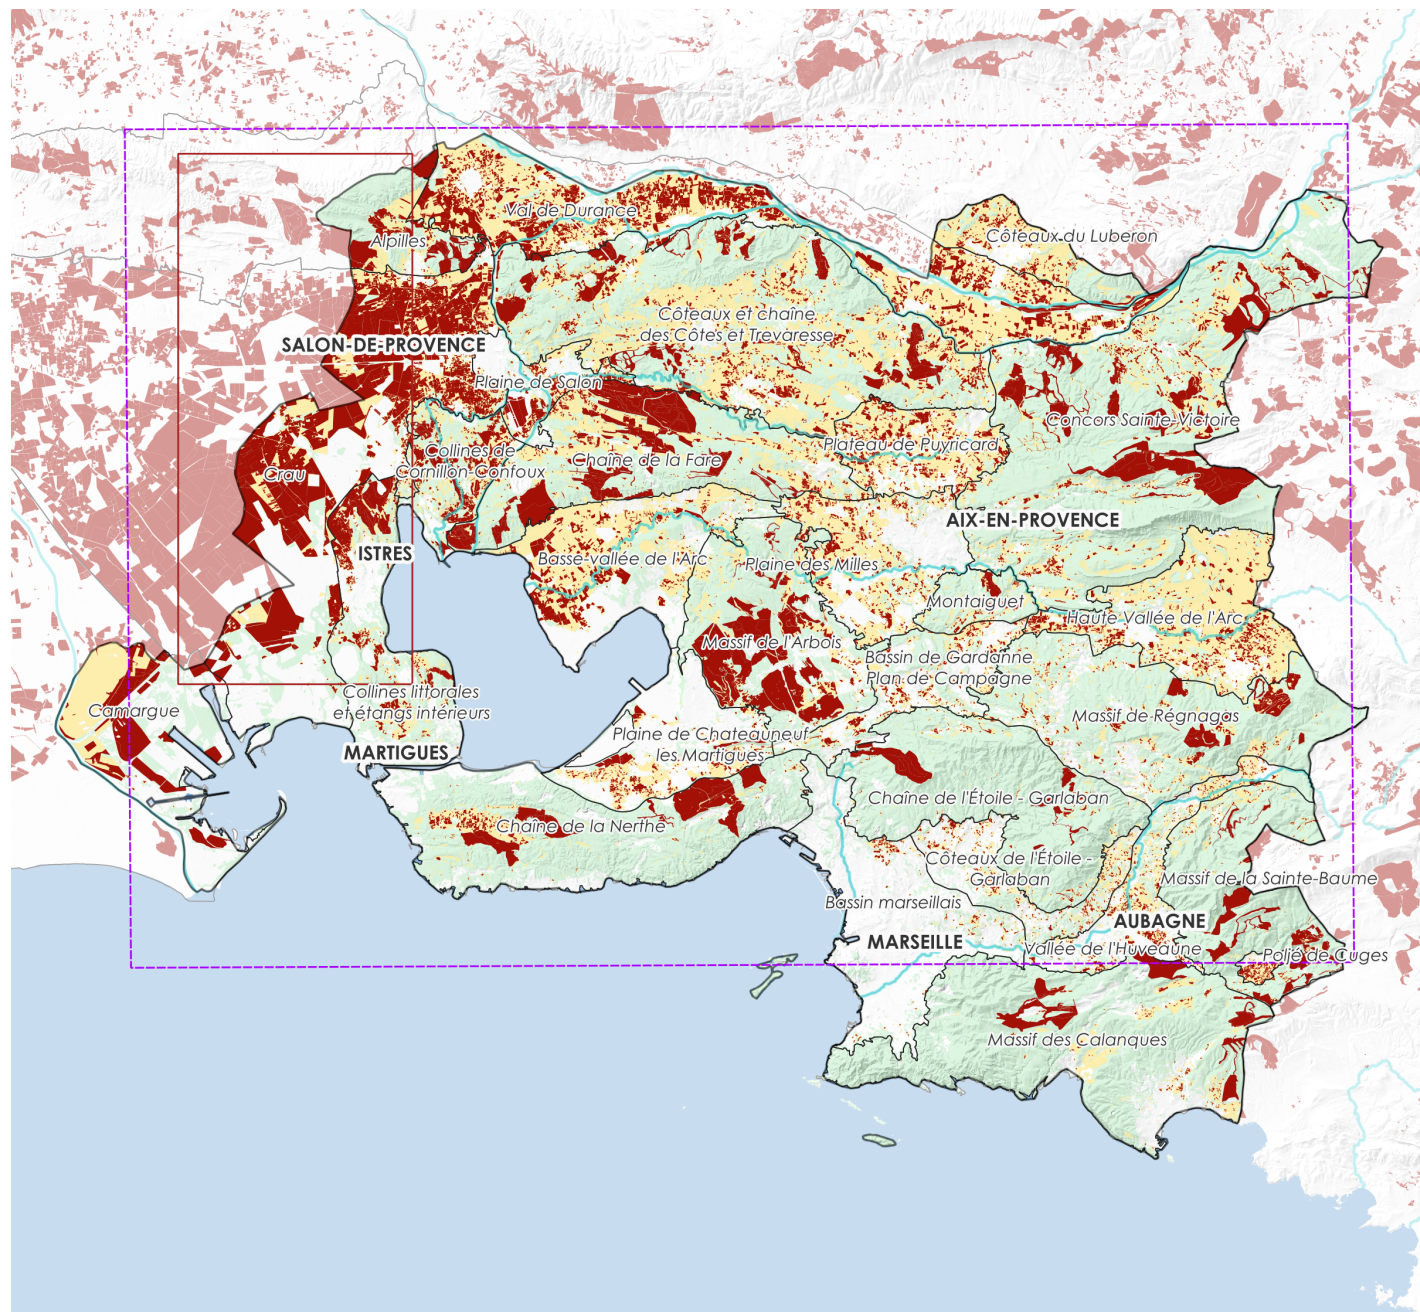 Val de Durance
Alpilles
Côteaux du Luberon
Côteaux et chaîne
des Côtes et Trevaresse
SALON-DE-PROVENCE
Plaine de Salon
Concors Sainte-Victoire
Plateau de Puyricard
Collines de
Cornillon-Confoux
Chaîne de la Fare
Crau
AIX-EN-PROVENCE
ISTRES
Basse-vallée de l'Arc
Plaine des Milles
Montaiguet
Haute Vallée de l'Arc
Massif de l'Arbois
Bassin de Gardanne
Plan de Campagne
Collines littorales
et étangs intérieurs
Camargue
Massif de Régnagas
Plaine de Chateauneuf
les Martigues
MARTIGUES
Chaîne de l'Étoile - Garlaban
Chaîne de la Nerthe
Côteaux de l'Étoile -
Garlaban
Massif de la Sainte-Baume
Bassin marseillais
AUBAGNE
MARSEILLE
Vallée de l'Huveaune
Poljé de Cuges
Massif des Calanques